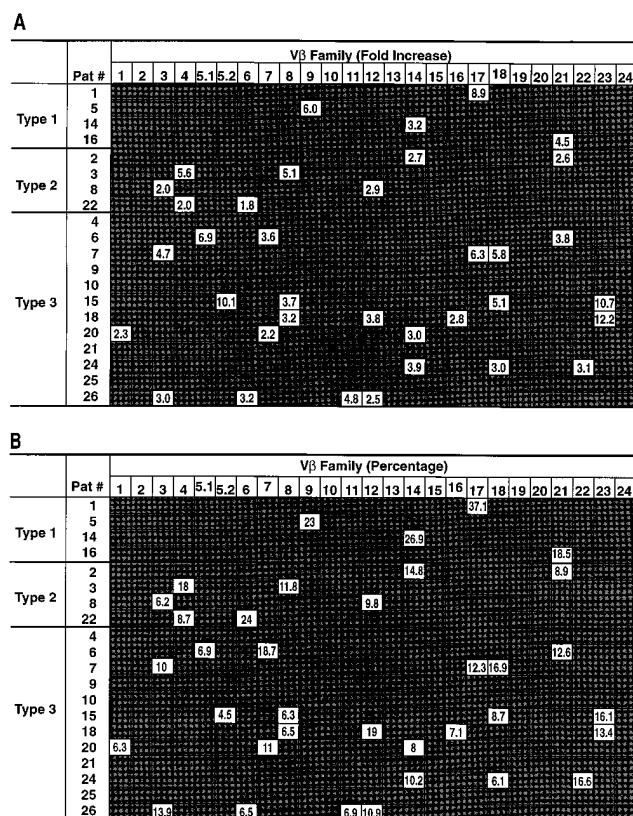 A
Vβ Family (Fold Increase)
Pat # 1 2 3 4 5.1 5.2 6 7 8 9 10 11 12 13 14 15 16 17 18 19 20 21 22 23 24
Type 1
1 8.9
5 6.0
14 3.2
16 4.5
Type 2
2 2.7 2.6
3 5.6 5.1
8 2.0 2.9
22 2.0 1.8
Type 3
4
6 6.9 3.6 3.8
7 4.7 6.3 5.8
9
10
15 10.1 3.7 5.1 10.7
18 3.2 3.8 2.8 12.2
20 2.3 2.2 3.0
21
24 3.9 3.0 3.1
25
26 3.0 3.2 4.8 2.5
B
Vβ Family (Percentage)
Pat # 1 2 3 4 5.1 5.2 6 7 8 9 10 11 12 13 14 15 16 17 18 19 20 21 22 23 24
Type 1
1 37.1
5 23
14 26.9
16 18.5
Type 2
2 14.8 8.9
3 18 11.8
8 6.2 9.8
22 8.7 24
Type 3
4
6 6.9 18.7 12.6
7 10 12.3 16.9
9
10
15 4.5 6.3 8.7 16.1
18 6.5 19 7.1 13.4
20 6.3 11 8
21
24 10.2 6.1 16.6
25
26 13.9 6.5 6.9 10.9